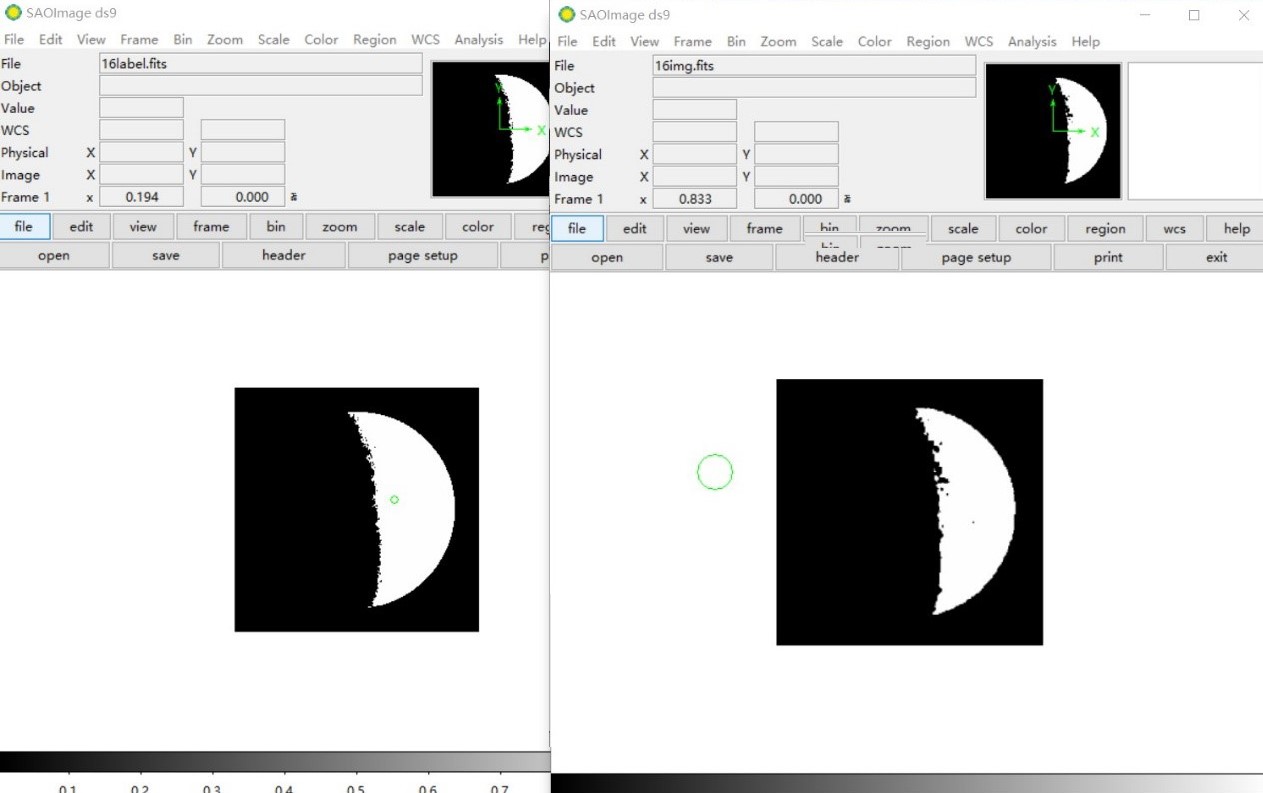 SAOImage ds9
File Edit View Frame Bin Zoom Scale Color Region WCS Analysis Help
File 16label.fits
Object
Value
WCS
Physical X Y
Image X Y
Frame 1 x 0.194 0.000
Y
X
file edit view frame bin zoom scale color reg
open save header page setup p
0.1 0.2 0.3 0.4 0.5 0.6 0.7
SAOImage ds9
File Edit View Frame Bin Zoom Scale Color Region WCS Analysis Help
File 16img.fits
Object
Value
WCS
Physical X Y
Image X Y
Frame 1 x 0.833 0.000
Y
X
file edit view frame bin zoom scale color region wcs help
open save header page setup print exit